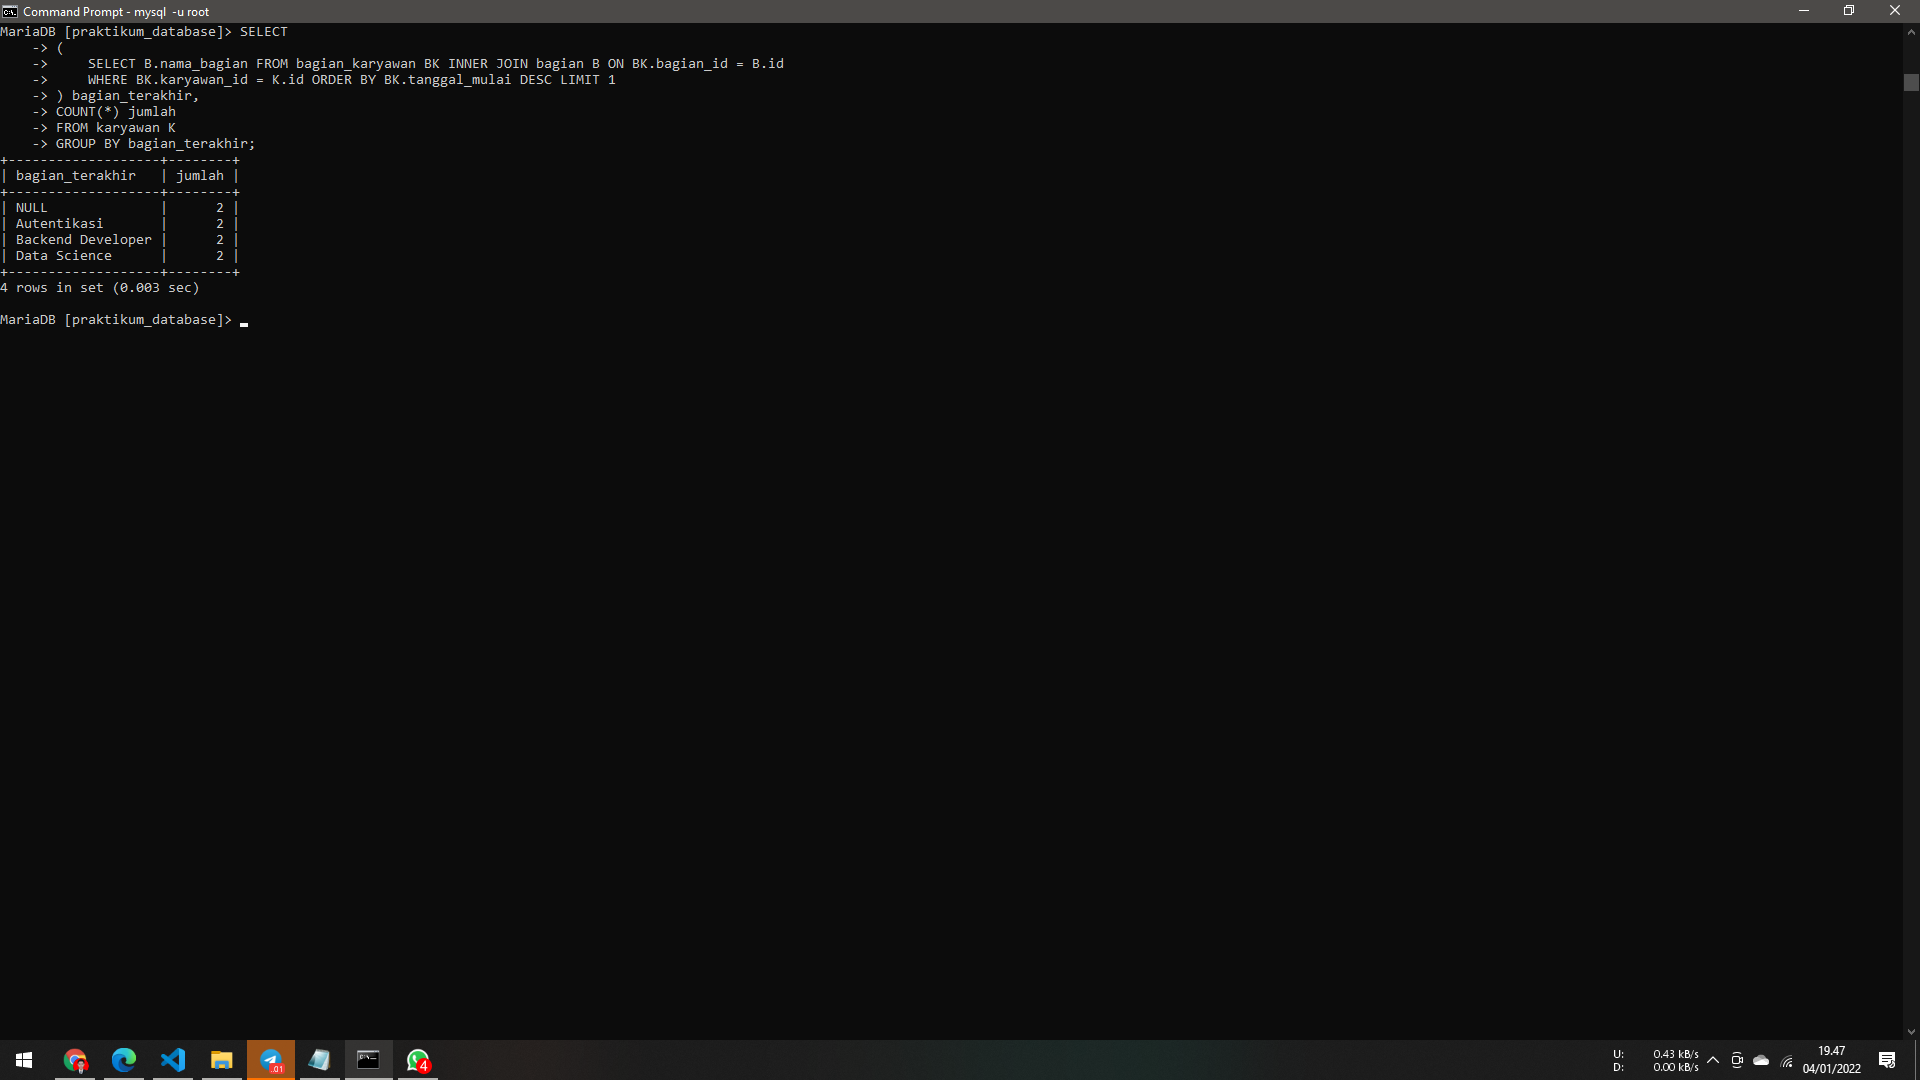 Command Prompt - mysql  -u root
MariaDB [praktikum_database]> SELECT
    -> (
    ->     SELECT B.nama_bagian FROM bagian_karyawan BK INNER JOIN bagian B ON BK.bagian_id = B.id
    ->     WHERE BK.karyawan_id = K.id ORDER BY BK.tanggal_mulai DESC LIMIT 1
    -> ) bagian_terakhir,
    -> COUNT(*) jumlah
    -> FROM karyawan K
    -> GROUP BY bagian_terakhir;
+-------------------+--------+
| bagian_terakhir   | jumlah |
+-------------------+--------+
| NULL              |      2 |
| Autentikasi       |      2 |
| Backend Developer |      2 |
| Data Science      |      2 |
+-------------------+--------+
4 rows in set (0.003 sec)
MariaDB [praktikum_database]>
..01
4
U: 0.43 kB/s
D: 0.00 kB/s
19.47
04/01/2022